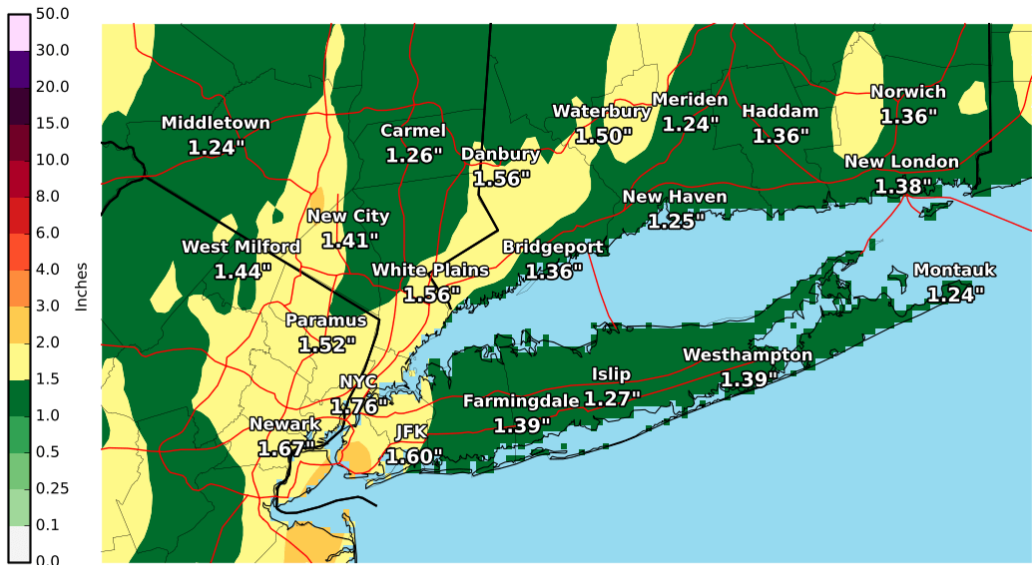 50.0
30.0
20.0
15.0
10.0
8.0
6.0
4.0
3.0
2.0
1.5
1.0
0.5
0.25
0.1
0.0
Inches
Middletown
1.24"
Carmel
1.26"
Waterbury
1.50"
Meriden
1.24"
Haddam
1.36"
Norwich
1.36"
Danbury
1.56"
New London
1.38"
New City
1.41"
New Haven
1.25"
West Milford
1.44"
White Plains
1.56"
Bridgeport
1.36"
Montauk
1.24"
Paramus
1.52"
Westhampton
1.39"
NYC
1.76"
Islip
1.27"
Farmingdale
1.39"
Newark
1.67"
JFK
1.60"